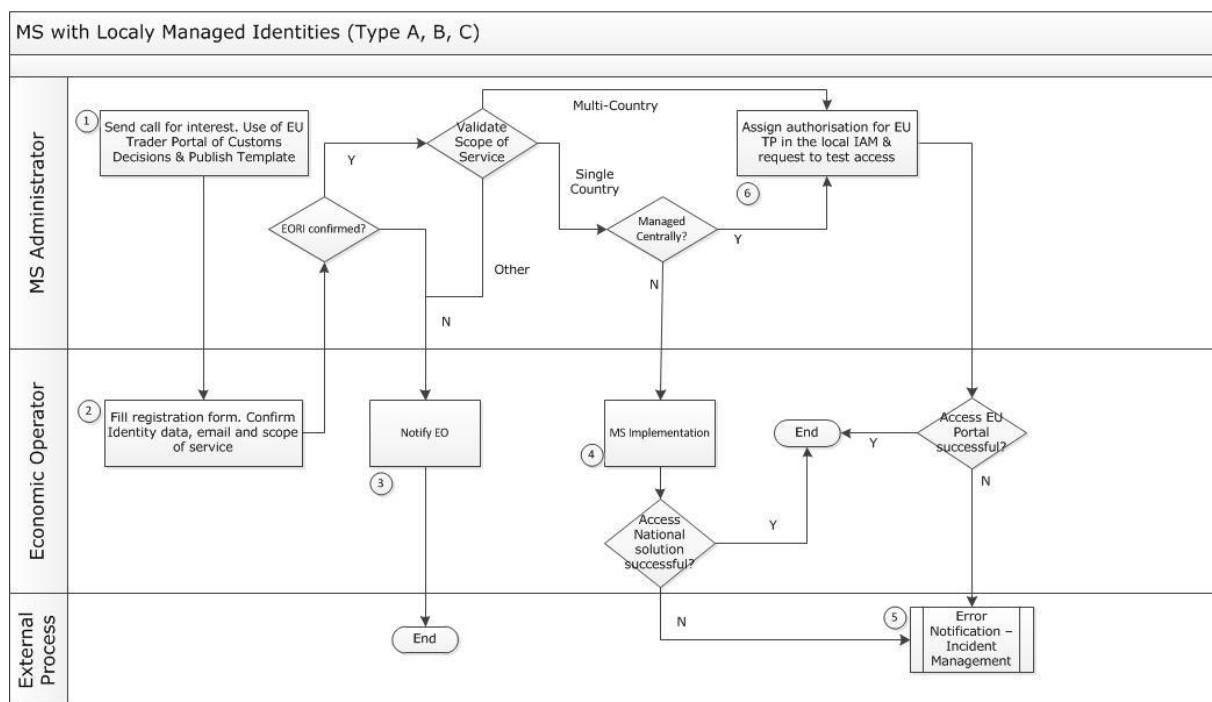 MS with Localy Managed Identities (Type A, B, C)
MS Administrator
1
Send call for interest. Use of EU
Trader Portal of Customs
Decisions & Publish Template
Y
EORI confirmed?
Validate
Scope of
Service
Multi-Country
Single
Country
Other
N
Managed
Centrally?
Y
N
Assign authorisation for EU
TP in the local IAM &
request to test access
6
Economic Operator
2
Fill registration form. Confirm
Identity data, email and scope
of service
Notify EO
3
MS Implementation
4
Access
National
solution
successful?
Y
End
Y
Access EU
Portal
successful?
N
External
Process
End
N
5
Error
Notification –
Incident
Management